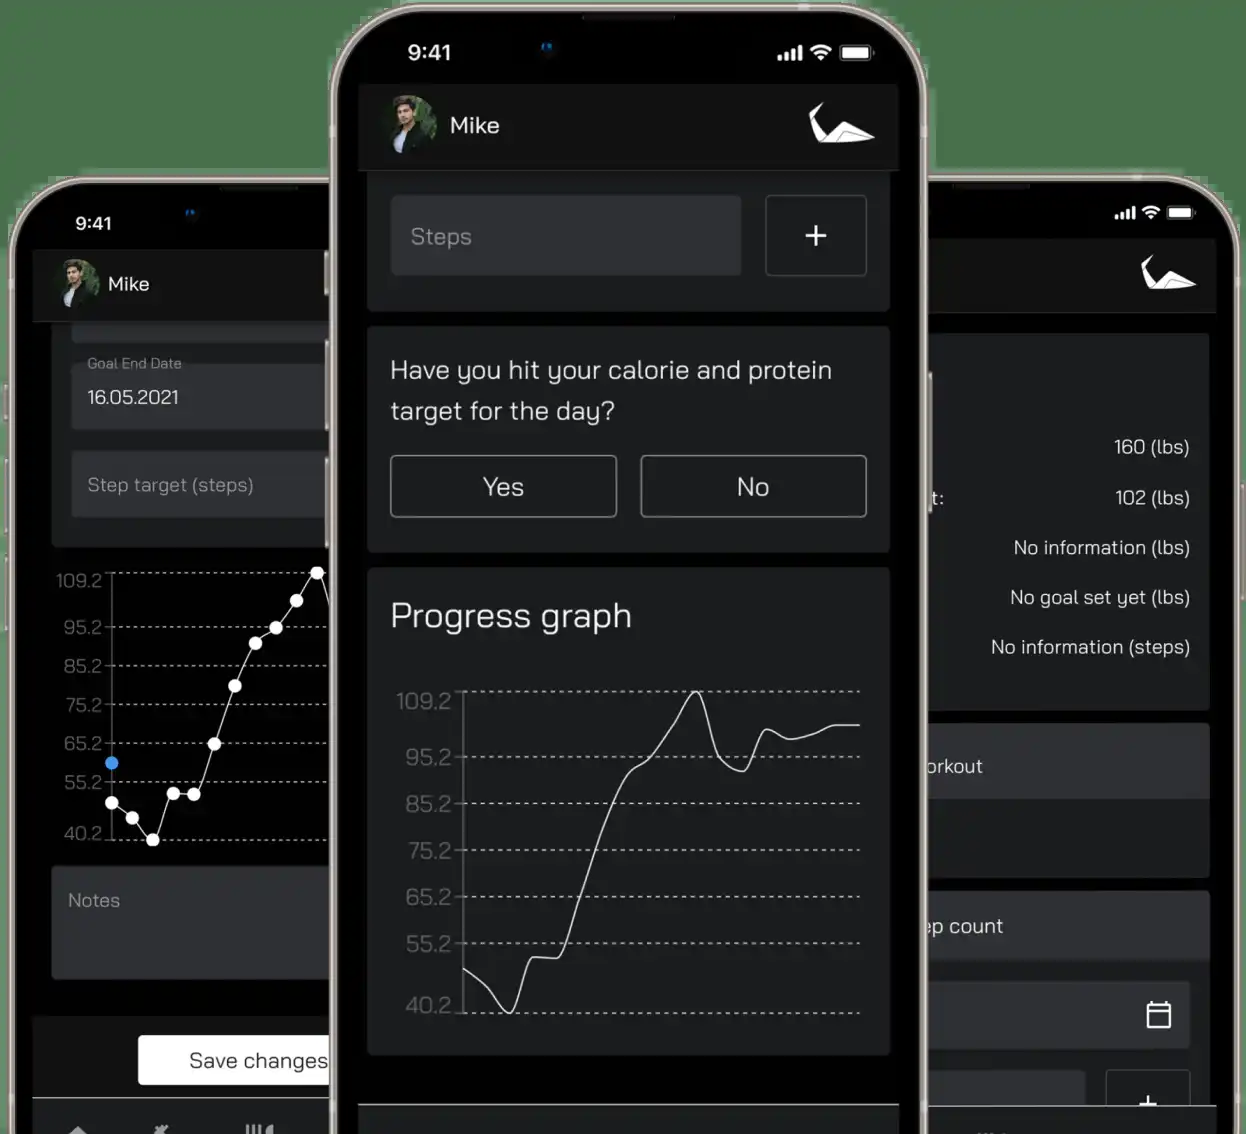 9:41
Mike
Steps
+
Have you hit your calorie and protein
target for the day?
Yes
No
Progress graph
109.2
95.2
85.2
75.2
65.2
55.2
40.2
9:41
Mike
Goal End Date
16.05.2021
Step target (steps)
109.2
95.2
85.2
75.2
65.2
55.2
40.2
Notes
Save changes
160 (lbs)
t: 102 (lbs)
No information (lbs)
No goal set yet (lbs)
No information (steps)
orkout
ep count
+